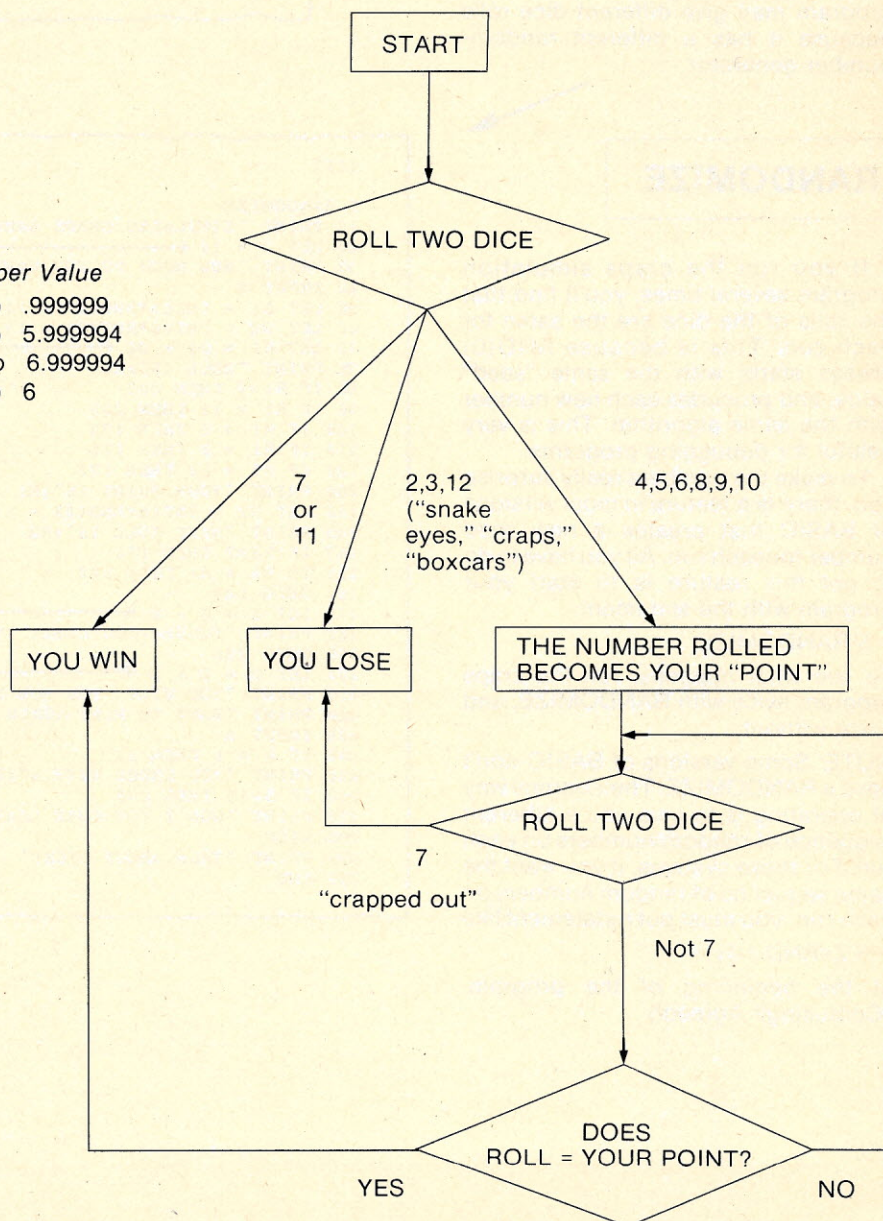 START
ROLL TWO DICE
per Value
.999999
5.999994
6.999994
6
7
or
11
2,3,12
("snake
eyes," "craps,"
"boxcars")
4,5,6,8,9,10
YOU WIN
YOU LOSE
THE NUMBER ROLLED
BECOMES YOUR "POINT"
ROLL TWO DICE
7
"crapped out"
Not 7
DOES
ROLL = YOUR POINT?
YES
NO